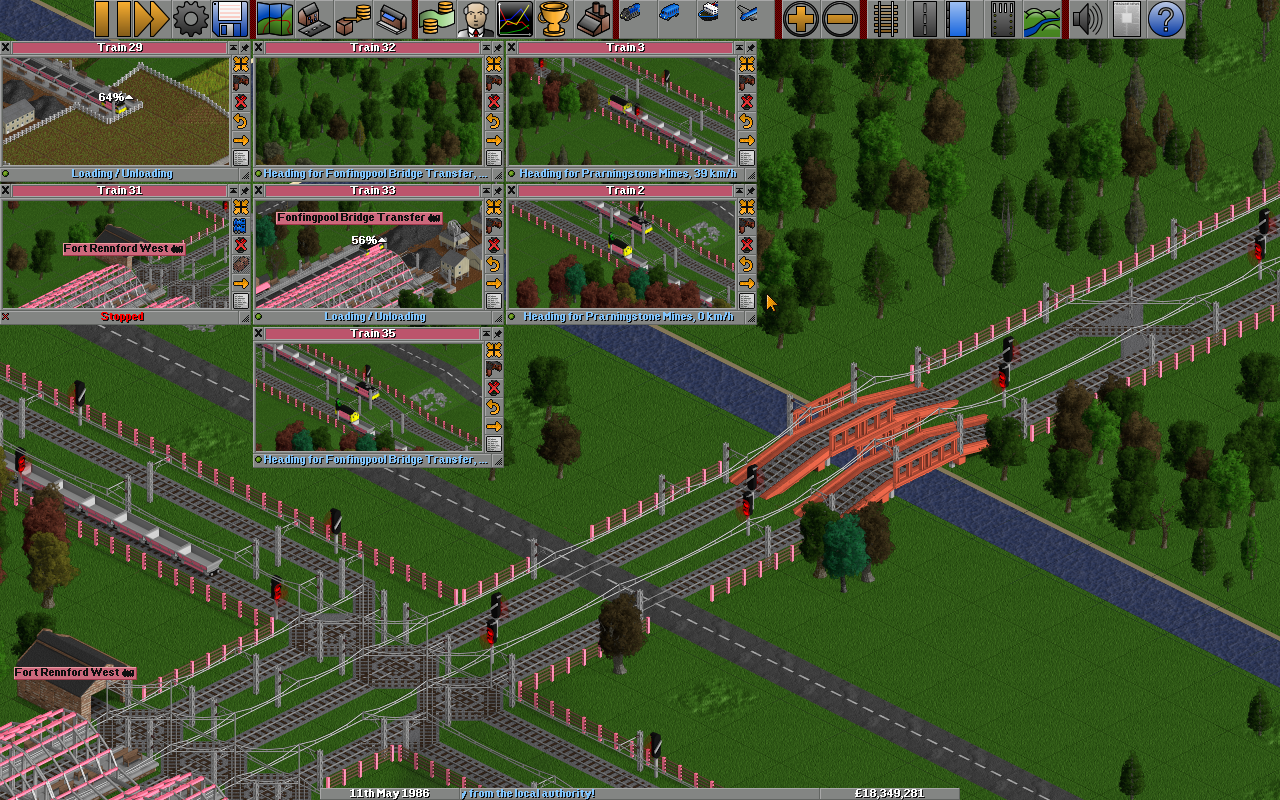 Train 29
Train 32
Train 3
64%
Loading / Unloading
Heading for Fonfingpool Bridge Transfer, ...
Heading for Prarningstone Mines, 39 km/h
Train 31
Train 33
Train 2
Fort Rennford West
Fonfingpool Bridge Transfer
56%
Stopped
Loading / Unloading
Heading for Prarningstone Mines, 0 km/h
Train 35
Heading for Fonfingpool Bridge Transfer, ...
Fort Rennford West
11th May 1986
y from the local authority!
£18,349,281